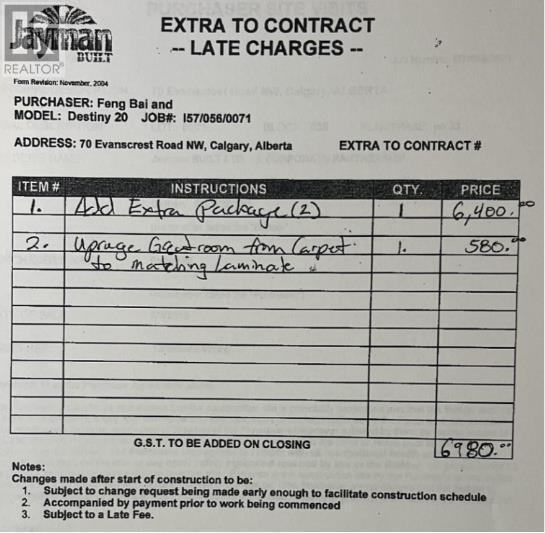 Jayman
BUILT
REALTOR®
EXTRA TO CONTRACT
-- LATE CHARGES --
Form Revision: November, 2004
PURCHASER: Feng Bai and
MODEL: Destiny 20 JOB#: I57/056/0071
ADDRESS: 70 Evanscrest Road NW, Calgary, Alberta EXTRA TO CONTRACT #
ITEM # INSTRUCTIONS QTY. PRICE
1. Add Extra Package (2) 1 6,400.00
2. from Carpet 1. 580.00
to matching Laminate
G.S.T. TO BE ADDED ON CLOSING 6980.00
Notes:
Changes made after start of construction to be:
1. Subject to change request being made early enough to facilitate construction schedule
2. Accompanied by payment prior to work being commenced
3. Subject to a Late Fee.